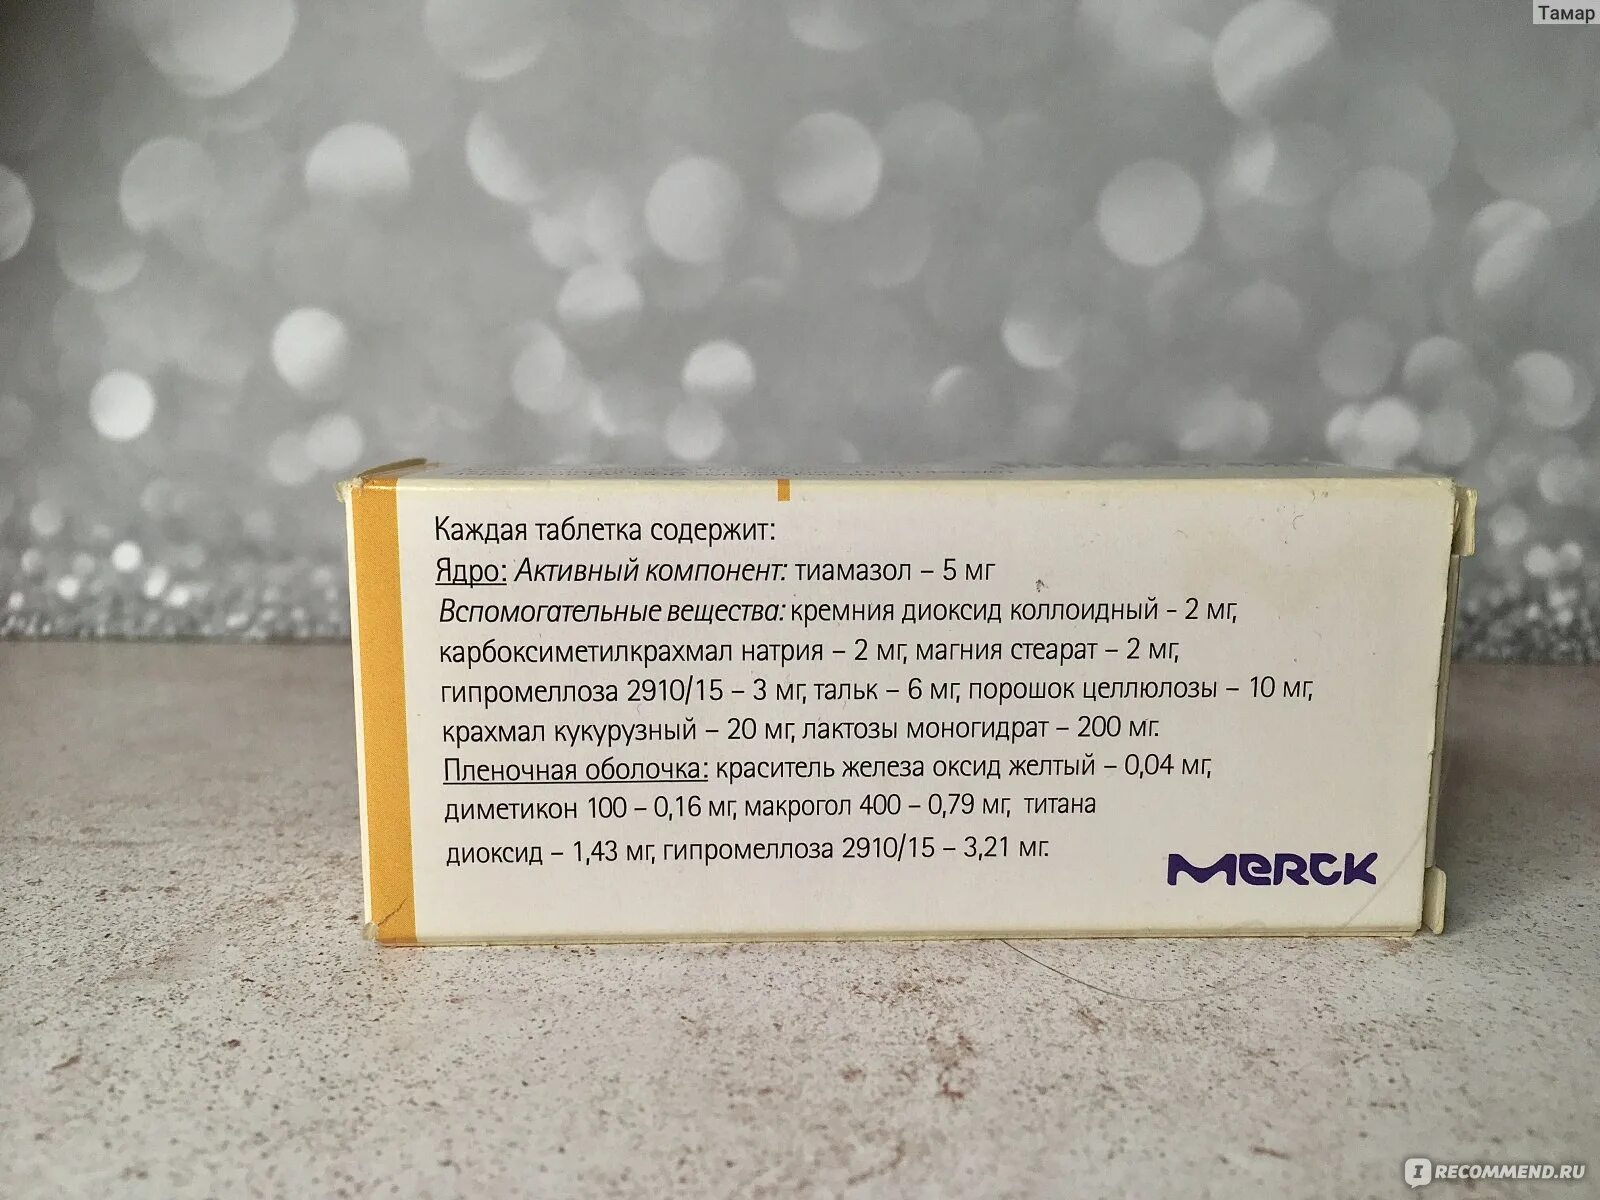 Тамар
Каждая таблетка содержит:
Ядро: Активный компонент: тиамазол – 5 мг
Вспомогательные вещества: кремния диоксид коллоидный - 2 мг,
карбоксиметилкрахмал натрия – 2 мг, магния стеарат – 2 мг,
гипромеллоза 2910/15 – 3 мг, тальк – 6 мг, порошок целлюлозы – 10 мг,
крахмал кукурузный – 20 мг, лактозы моногидрат – 200 мг.
Пленочная оболочка: краситель железа оксид желтый – 0,04 мг,
диметикон 100 – 0,16 мг, макрогол 400 – 0,79 мг, титана
диоксид – 1,43 мг, гипромеллоза 2910/15 – 3,21 мг.
MERCK
IRECOMMEND.RU